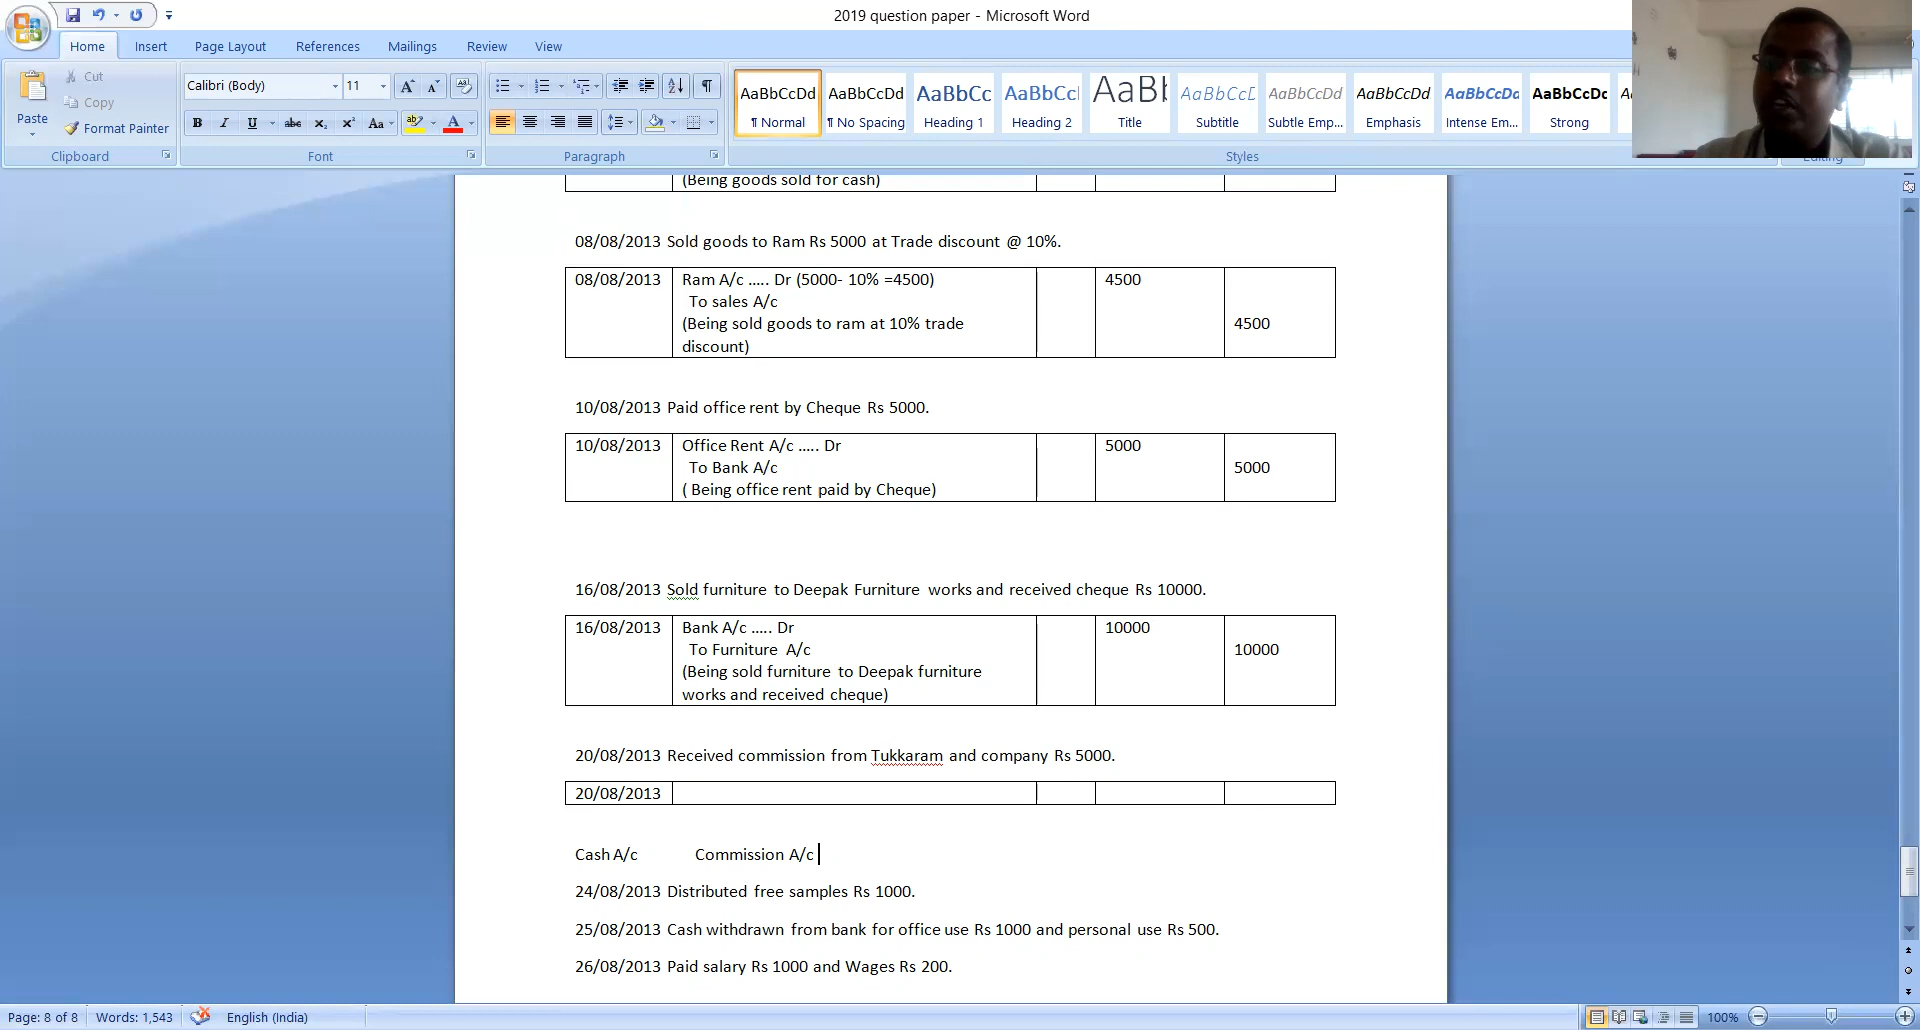 2019 question paper - Microsoft Word
Home Insert Page Layout References Mailings Review View
Paste
Cut
Copy
Format Painter
Clipboard
Calibri (Body) 11
B I U abc x₂ x² Aa
Font
Paragraph
AaBbCcDd AaBbCcDd AaBbCc AaBbCc AaB AaBbCcD AaBbCcDd AaBbCcDd AaBbCcDd AaBbCcDc
¶ Normal ¶ No Spacing Heading 1 Heading 2 Title Subtitle Subtle Emp... Emphasis Intense Em... Strong
Styles
Editing
(Being goods sold for cash)
08/08/2013 Sold goods to Ram Rs 5000 at Trade discount @ 10%.
08/08/2013 Ram A/c ..... Dr (5000- 10% =4500) 4500
To sales A/c
(Being sold goods to ram at 10% trade 4500
discount)
10/08/2013 Paid office rent by Cheque Rs 5000.
10/08/2013 Office Rent A/c ..... Dr 5000
To Bank A/c 5000
( Being office rent paid by Cheque)
16/08/2013 Sold furniture to Deepak Furniture works and received cheque Rs 10000.
16/08/2013 Bank A/c ..... Dr 10000
To Furniture A/c 10000
(Being sold furniture to Deepak furniture
works and received cheque)
20/08/2013 Received commission from Tukkaram and company Rs 5000.
20/08/2013
Cash A/c Commission A/c
24/08/2013 Distributed free samples Rs 1000.
25/08/2013 Cash withdrawn from bank for office use Rs 1000 and personal use Rs 500.
26/08/2013 Paid salary Rs 1000 and Wages Rs 200.
Page: 8 of 8 Words: 1,543 English (India) 100%